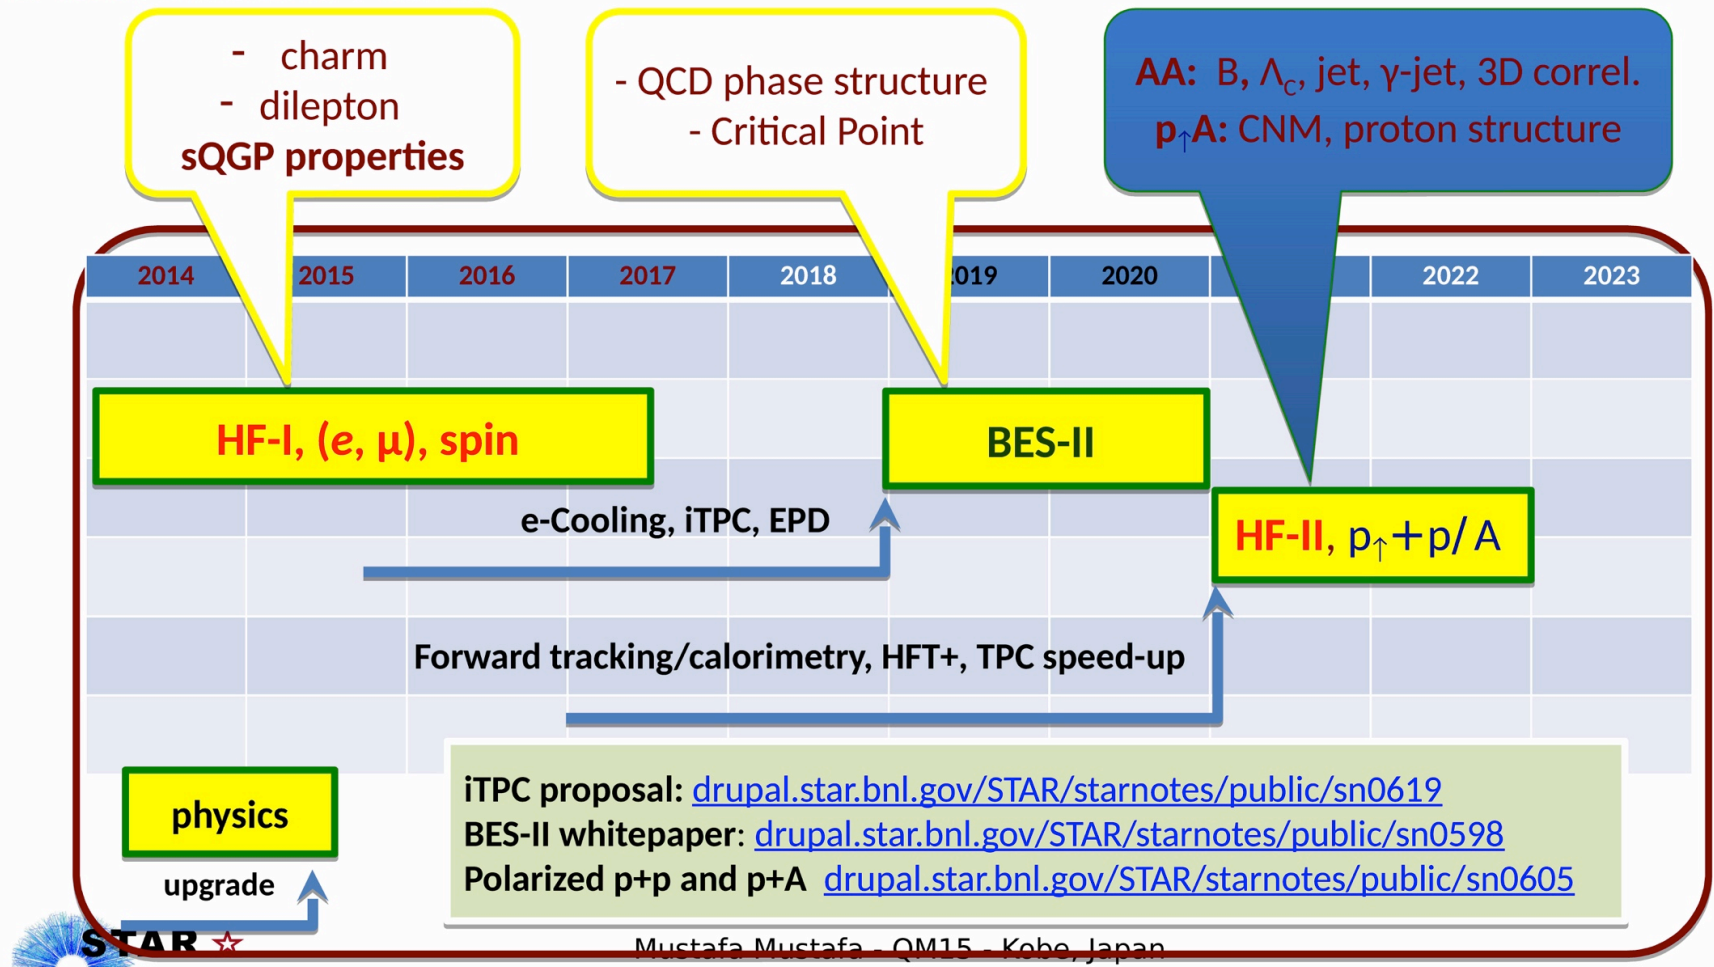 - charm
- dilepton
sQGP properties
- QCD phase structure
- Critical Point
AA: B, Λc, jet, γ-jet, 3D correl.
p↑A: CNM, proton structure
2014 2015 2016 2017 2018 019 2020 2022 2023
HF-I, (e, μ), spin
BES-II
e-Cooling, iTPC, EPD
HF-II, p↑+p/A
Forward tracking/calorimetry, HFT+, TPC speed-up
physics
upgrade
iTPC proposal: drupal.star.bnl.gov/STAR/starnotes/public/sn0619
BES-II whitepaper: drupal.star.bnl.gov/STAR/starnotes/public/sn0598
Polarized p+p and p+A drupal.star.bnl.gov/STAR/starnotes/public/sn0605
STAR ☆
Mustafa Mustafa - QM15 - Kobe, Japan